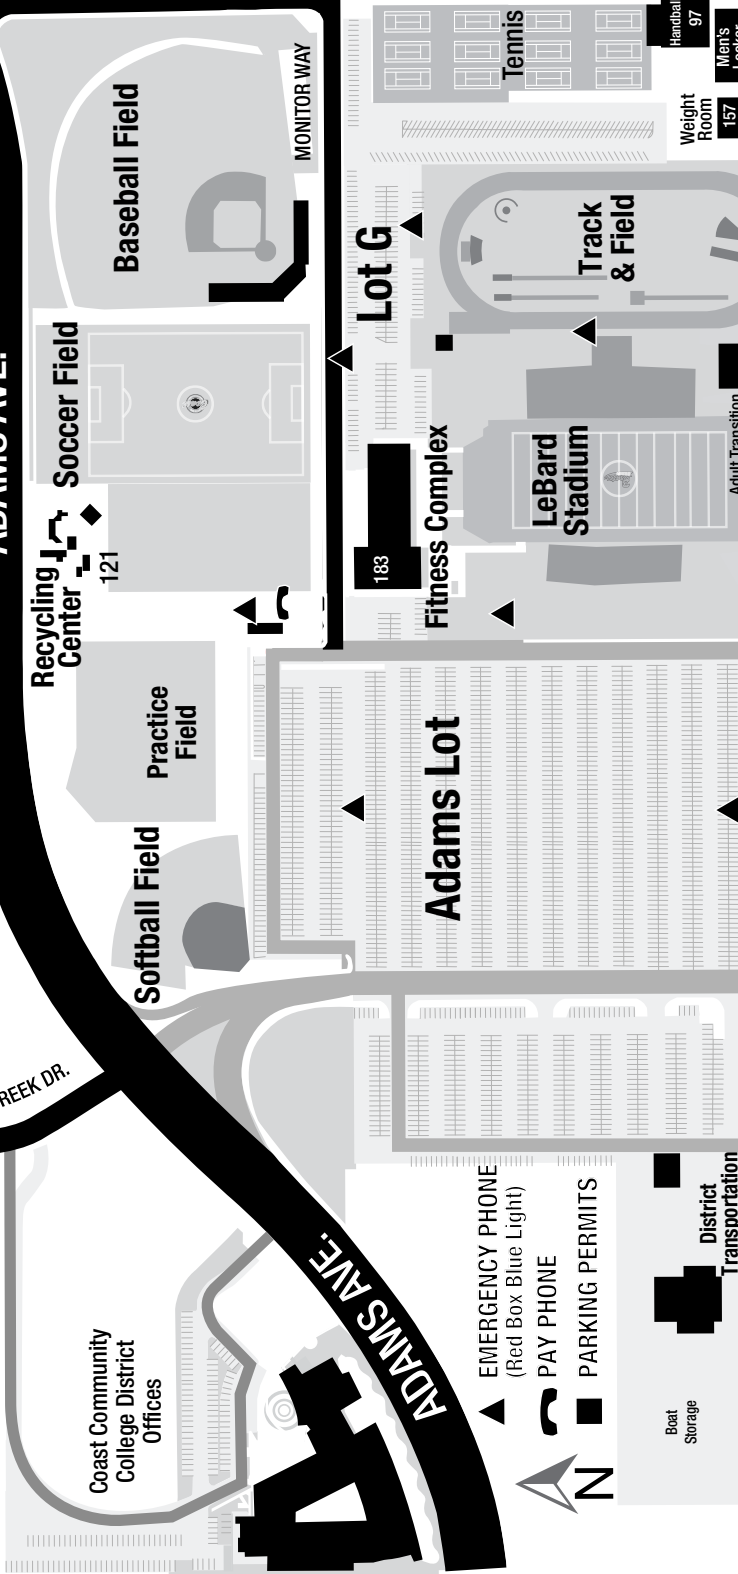 Tennis
Handball
97
Men's
Locker
Weight
Room
157
MONITOR WAY
Baseball Field
Lot G
Track
& Field
Soccer Field
ADAMS AVE.
Adult Transition
LeBard
Stadium
Fitness Complex
183
Recycling
Center
121
Practice
Field
Adams Lot
Softball Field
REEK DR.
ADAMS AVE.
EMERGENCY PHONE
(Red Box Blue Light)
PAY PHONE
PARKING PERMITS
N
District
Transportation
Boat
Storage
Coast Community
College District
Offices